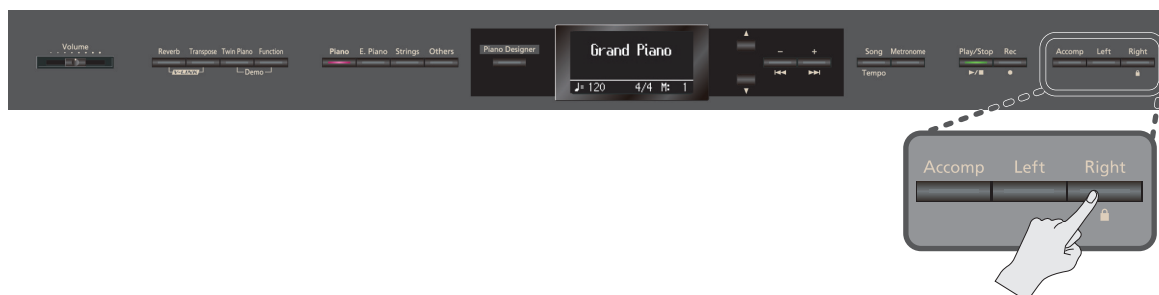 Volume
Reverb Transpose Twin Piano Function
V-LINK Demo
Piano E. Piano Strings Others
Piano Designer
Grand Piano
♩= 120 4/4 M: 1
- +
Song Metronome
Tempo
Play/Stop Rec
Accomp Left Right
Accomp Left Right